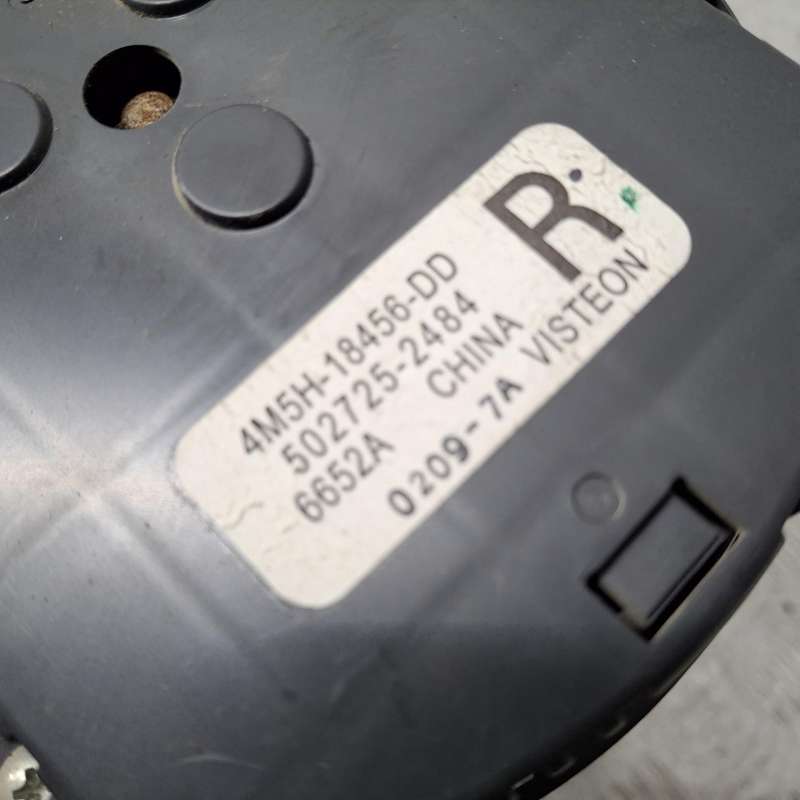 R
4M5H-18456-DD
502725-2484
6652A CHINA
0209-7A VISTEON